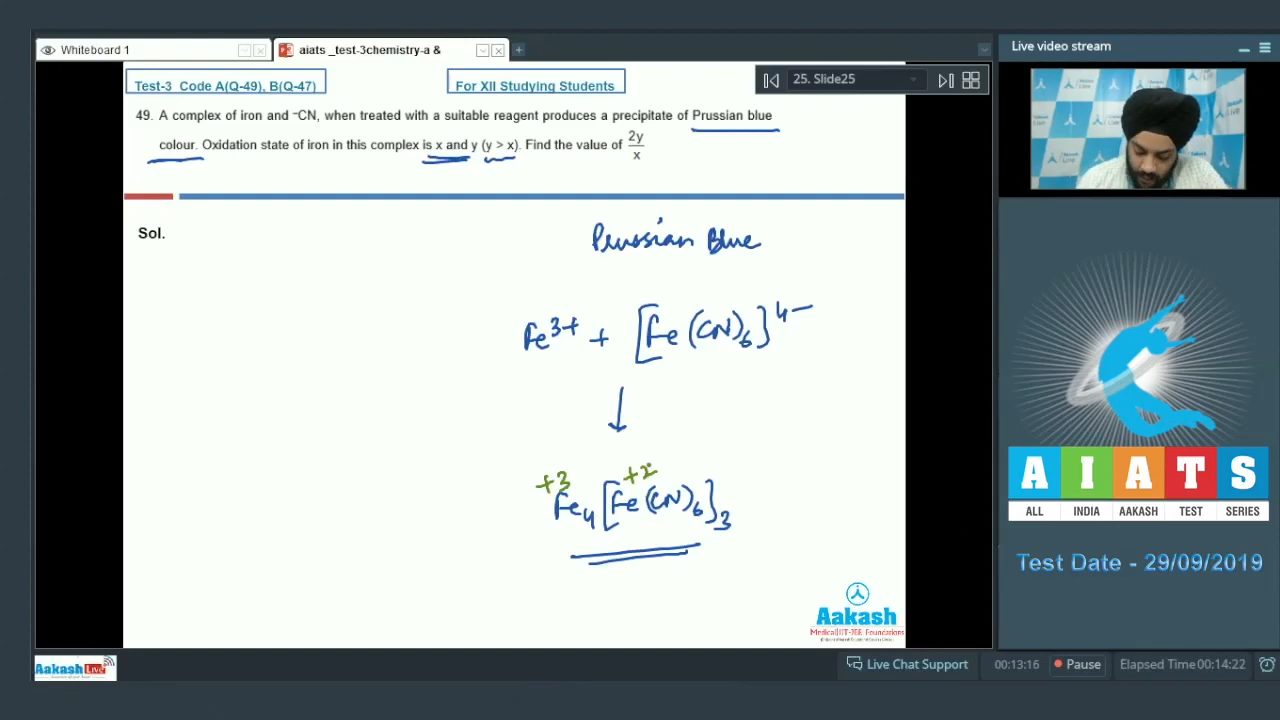 Whiteboard 1
aiats _test-3chemistry-a &
Live video stream
Test-3 Code A(Q-49), B(Q-47)
For XII Studying Students
25. Slide25
49. A complex of iron and ⁻CN, when treated with a suitable reagent produces a precipitate of Prussian blue
colour. Oxidation state of iron in this complex is x and y (y > x). Find the value of 2y/x
Sol.
Prussian Blue
Fe³⁺ + [Fe(CN)₆]⁴⁻
↓
+3 +2
Fe₄[Fe(CN)₆]₃
A I A T S
ALL INDIA AAKASH TEST SERIES
Test Date - 29/09/2019
Aakash
Medical|IIT-JEE|Foundations
Aakash Live
Live Chat Support
00:13:16
Pause
Elapsed Time 00:14:22